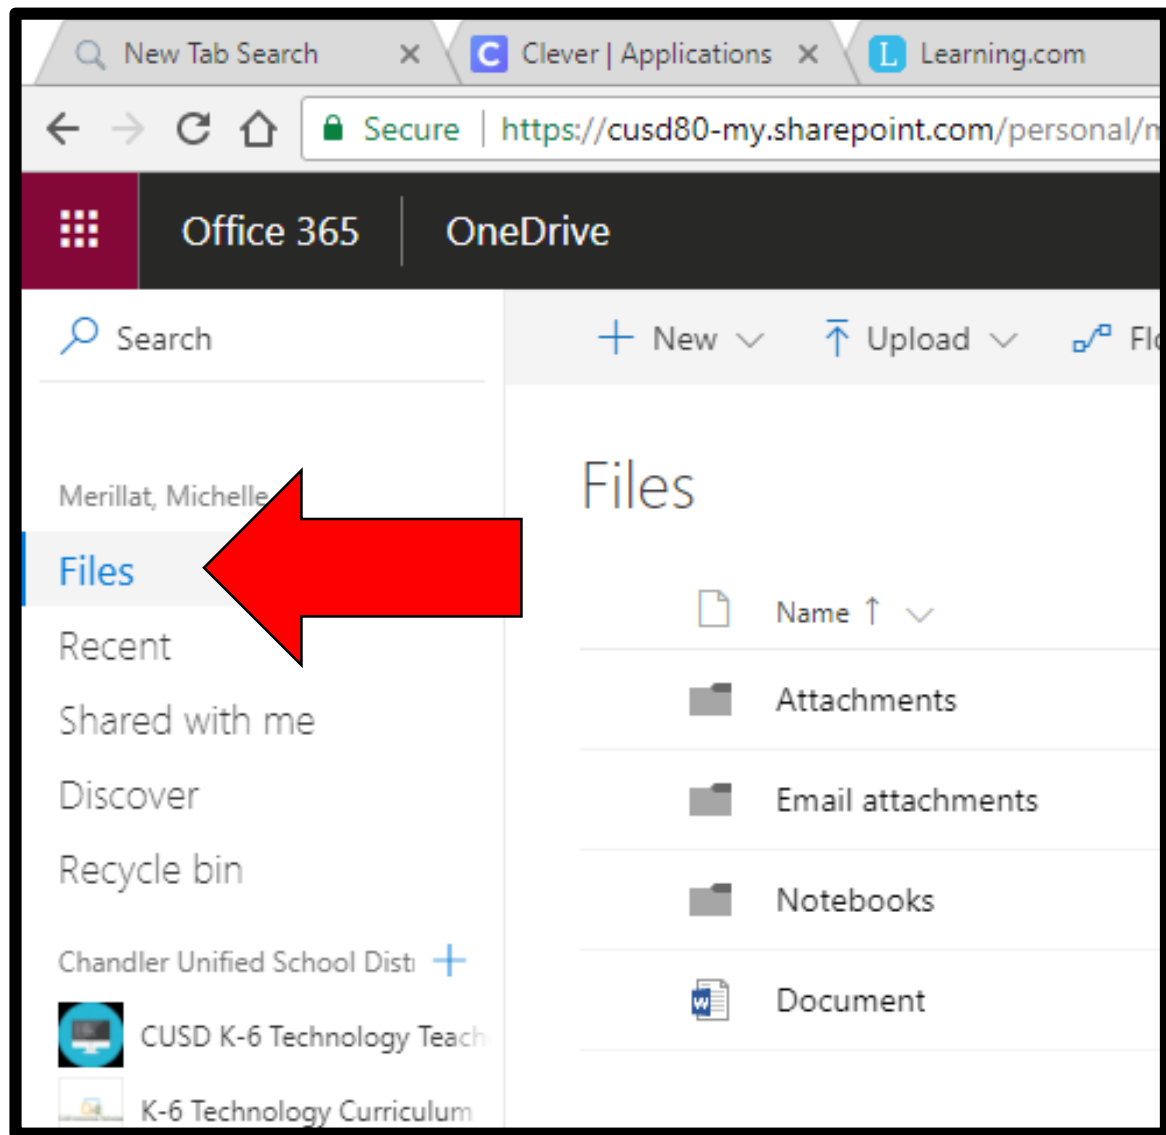 New Tab Search
Clever | Applications
Learning.com
Secure | https://cusd80-my.sharepoint.com/personal/
Office 365
OneDrive
Search
New
Upload
Merillat, Michelle
Files
Recent
Shared with me
Discover
Recycle bin
Chandler Unified School
CUSD K-6 Technology
K-6 Technology Curriculum
Files
Name
Attachments
Email attachments
Notebooks
Document